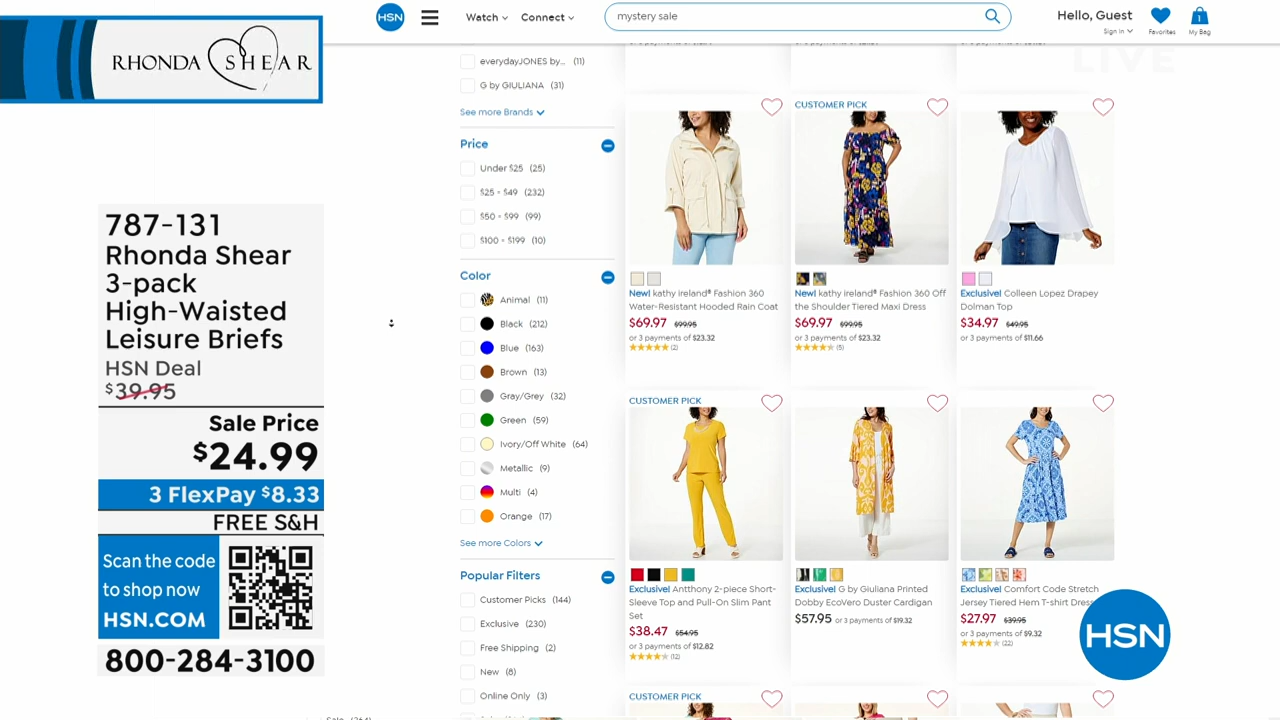 HSN
Watch
Connect
mystery sale
Hello, Guest
Sign In
Favorites
1
My Bag
RHONDA SHEAR
LIVE
everydayJONES by... (11)
G by GIULIANA (31)
See more Brands
Price
Under $25 (25)
$25 - $49 (232)
$50 - $99 (99)
$100 - $199 (10)
Color
Animal (11)
Black (212)
Blue (163)
Brown (13)
Gray/Grey (32)
Green (59)
Ivory/Off White (64)
Metallic (9)
Multi (4)
Orange (17)
See more Colors
Popular Filters
Customer Picks (144)
Exclusive (230)
Free Shipping (2)
New (8)
Online Only (3)
787-131
Rhonda Shear
3-pack
High-Waisted
Leisure Briefs
HSN Deal
$39.95
Sale Price
$24.99
3 FlexPay $8.33
FREE S&H
Scan the code
to shop now
HSN.COM
800-284-3100
New! kathy ireland® Fashion 360
Water-Resistant Hooded Rain Coat
$69.97 $99.95
or 3 payments of $23.32
(2)
CUSTOMER PICK
New! kathy ireland® Fashion 360 Off
the Shoulder Tiered Maxi Dress
$69.97 $99.95
or 3 payments of $23.32
(5)
Exclusive! Colleen Lopez Drapey
Dolman Top
$34.97 $49.95
or 3 payments of $11.66
CUSTOMER PICK
Exclusive! Antthony 2-piece Short-
Sleeve Top and Pull-On Slim Pant
Set
$38.47 $54.95
or 3 payments of $12.82
(12)
Exclusive! G by Giuliana Printed
Dobby EcoVero Duster Cardigan
$57.95 or 3 payments of $19.32
Exclusive! Comfort Code Stretch
Jersey Tiered Hem T-shirt Dress
$27.97 $39.95
or 3 payments of $9.32
(22)
HSN
CUSTOMER PICK